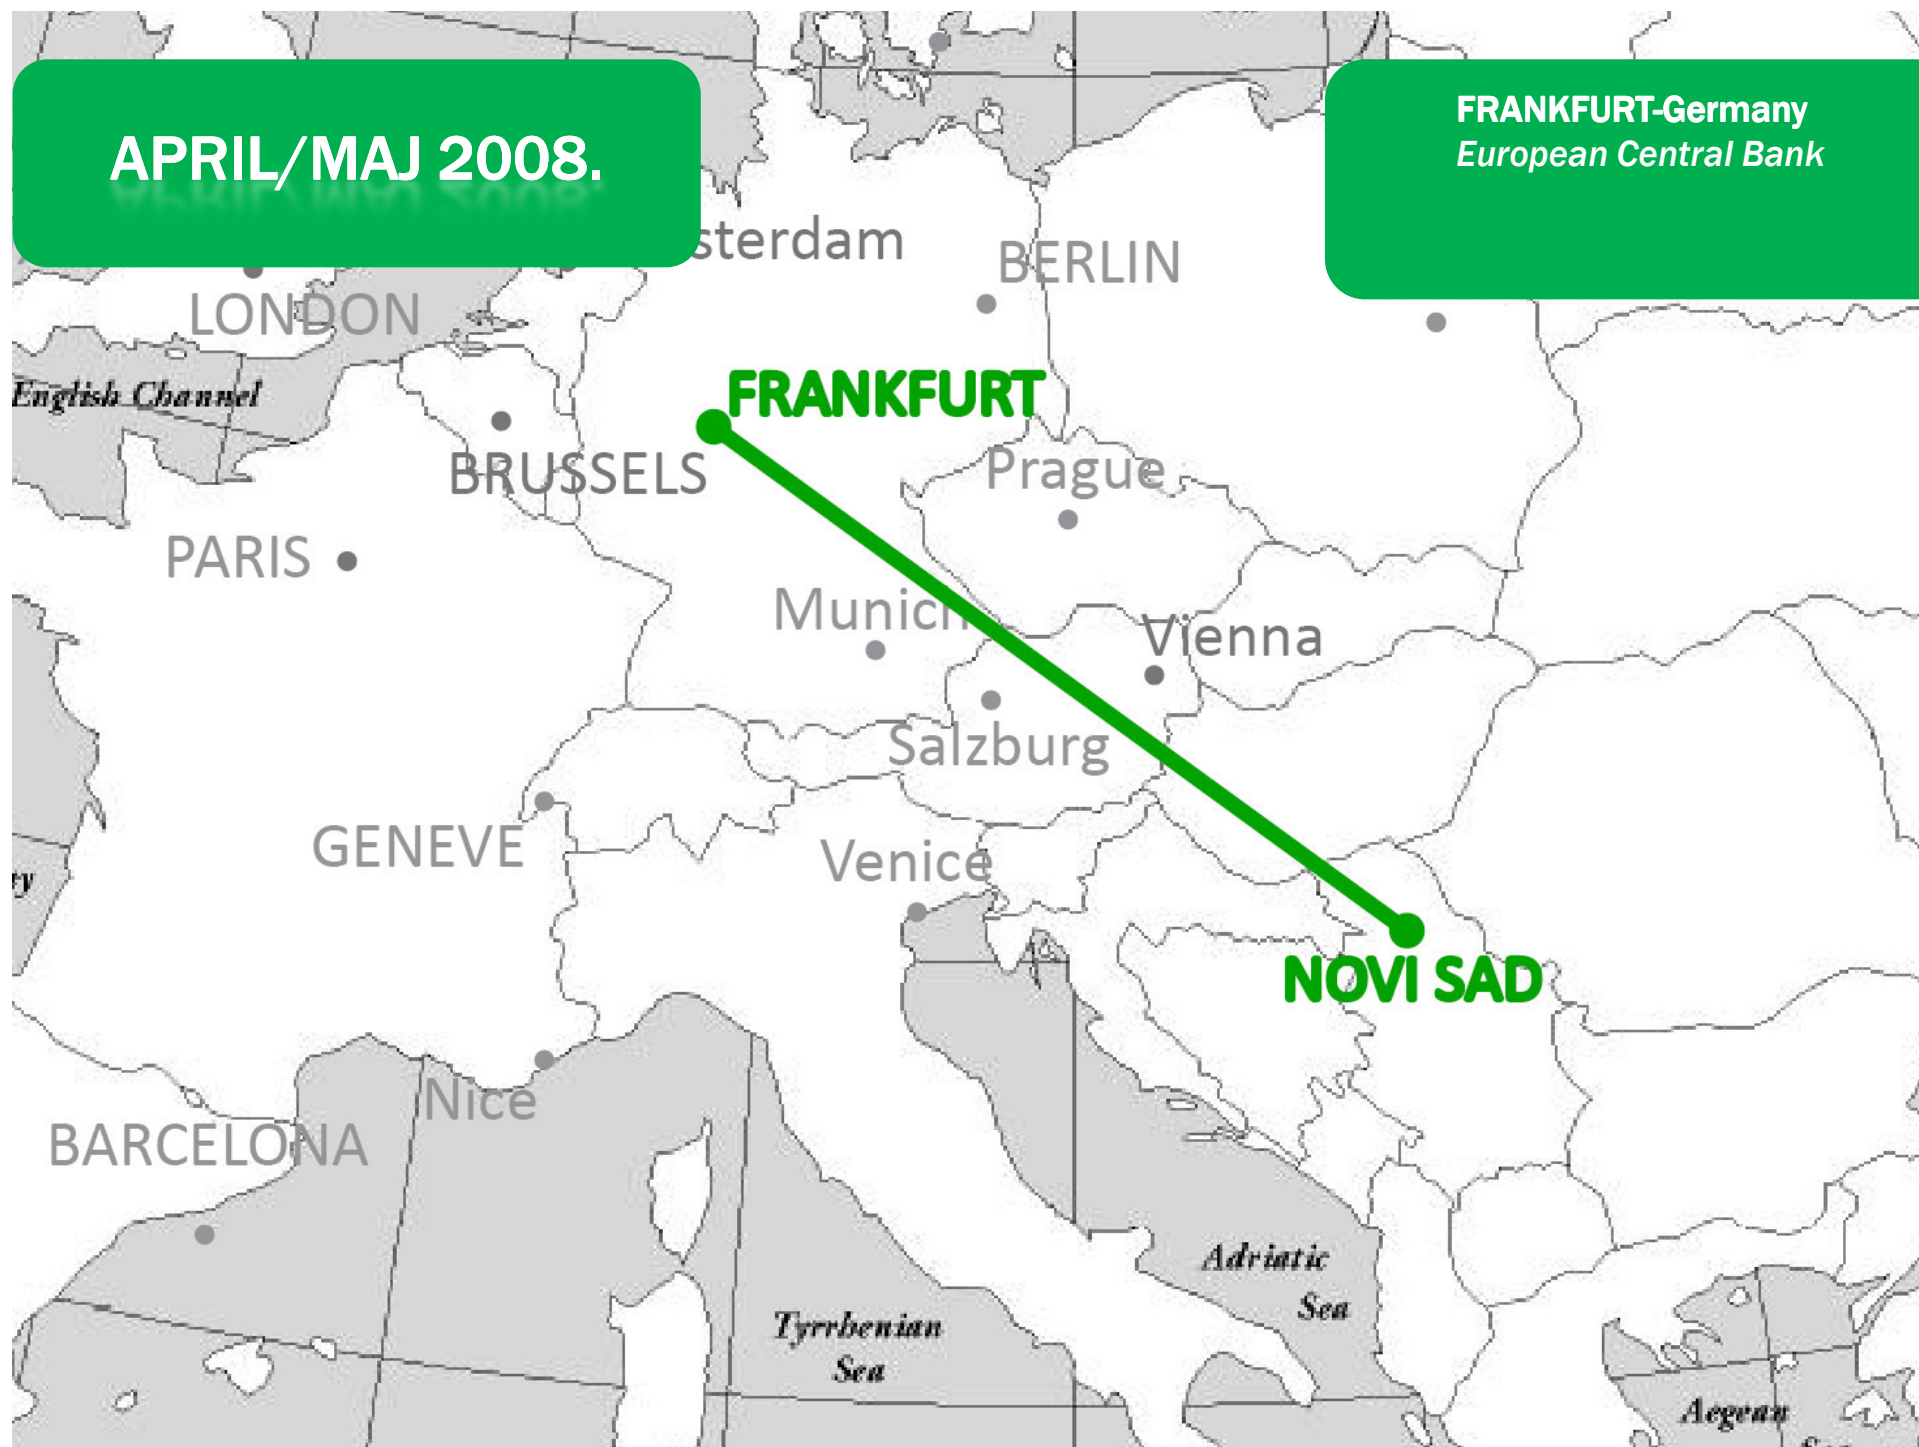 APRIL/MAJ 2008.
FRANKFURT-Germany
European Central Bank
sterdam
BERLIN
LONDON
English Channel
FRANKFURT
BRUSSELS
Prague
PARIS
Munich
Vienna
Salzburg
GENEVE
Venice
NOVI SAD
Nice
BARCELONA
Adriatic
Sea
Tyrrhenian
Sea
Aegean